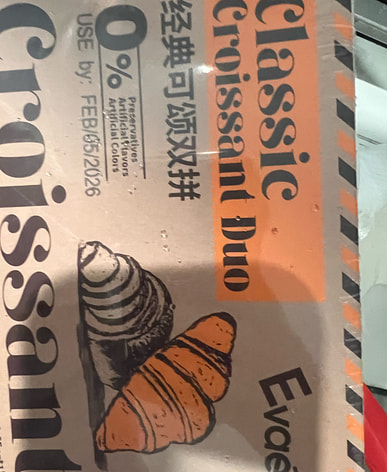 Classic
Croissant Duo
经典可颂双拼
0%
Preservatives
Artificial Flavors
Artificial Colors
USE by: FEB/05/2026
Croissant
Evae